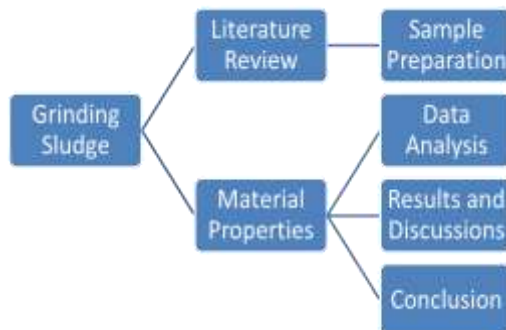 Literature
Review
Sample
Preparation
Grinding
Sludge
Data
Analysis
Material
Properties
Results and
Discussions
Conclusion